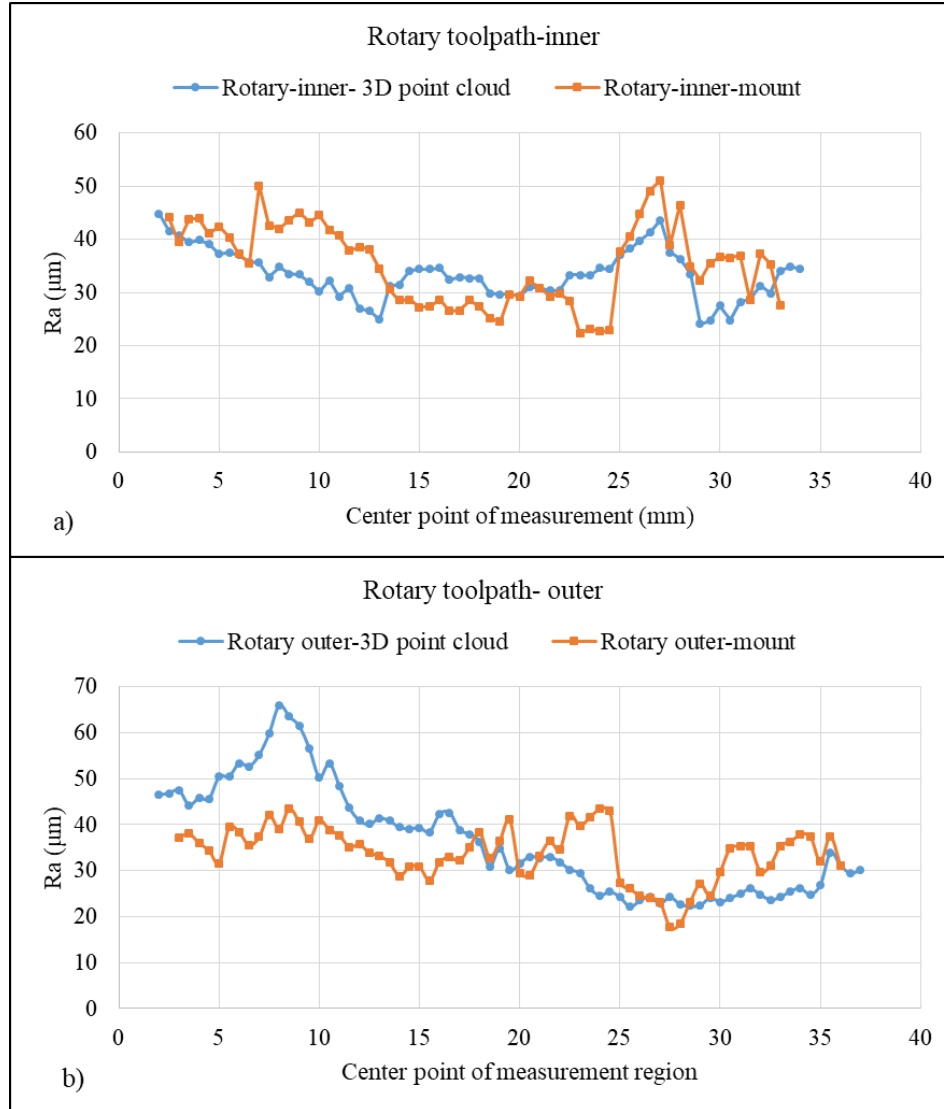 Rotary toolpath-inner
Rotary-inner- 3D point cloud Rotary-inner-mount
60
50
40
30
20
10
0
Ra (µm)
0 5 10 15 20 25 30 35 40
Center point of measurement (mm)
a)
Rotary toolpath- outer
Rotary outer-3D point cloud Rotary outer-mount
70
60
50
40
30
20
10
0
Ra (µm)
0 5 10 15 20 25 30 35 40
Center point of measurement region
b)